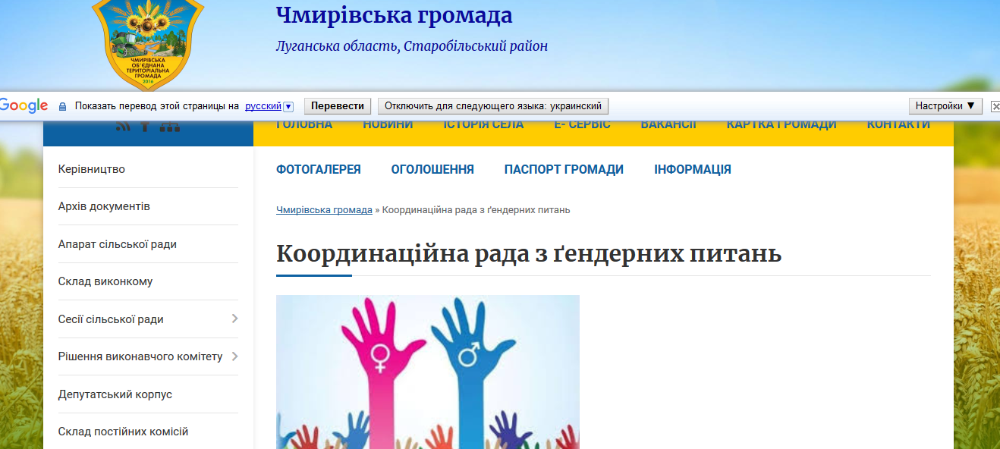 Чмирівська громада
Луганська область, Старобільський район
ЧМИРІВСЬКА
ОБ'ЄДНАНА
ТЕРИТОРІАЛЬНА
ГРОМАДА
2016
Google Показать перевод этой страницы на русский Перевести Отключить для следующего языка: украинский Настройки ▼
ГОЛОВНА НОВИНИ ІСТОРІЯ СЕЛА Е- СЕРВІС ВАКАНСІЇ КАРТКА ГРОМАДИ КОНТАКТИ
ФОТОГАЛЕРЕЯ ОГОЛОШЕННЯ ПАСПОРТ ГРОМАДИ ІНФОРМАЦІЯ
Керівництво
Архів документів
Апарат сільської ради
Склад виконкому
Сесії сільської ради
Рішення виконавчого комітету
Депутатський корпус
Склад постійних комісій
Чмирівська громада » Координаційна рада з ґендерних питань
Координаційна рада з ґендерних питань